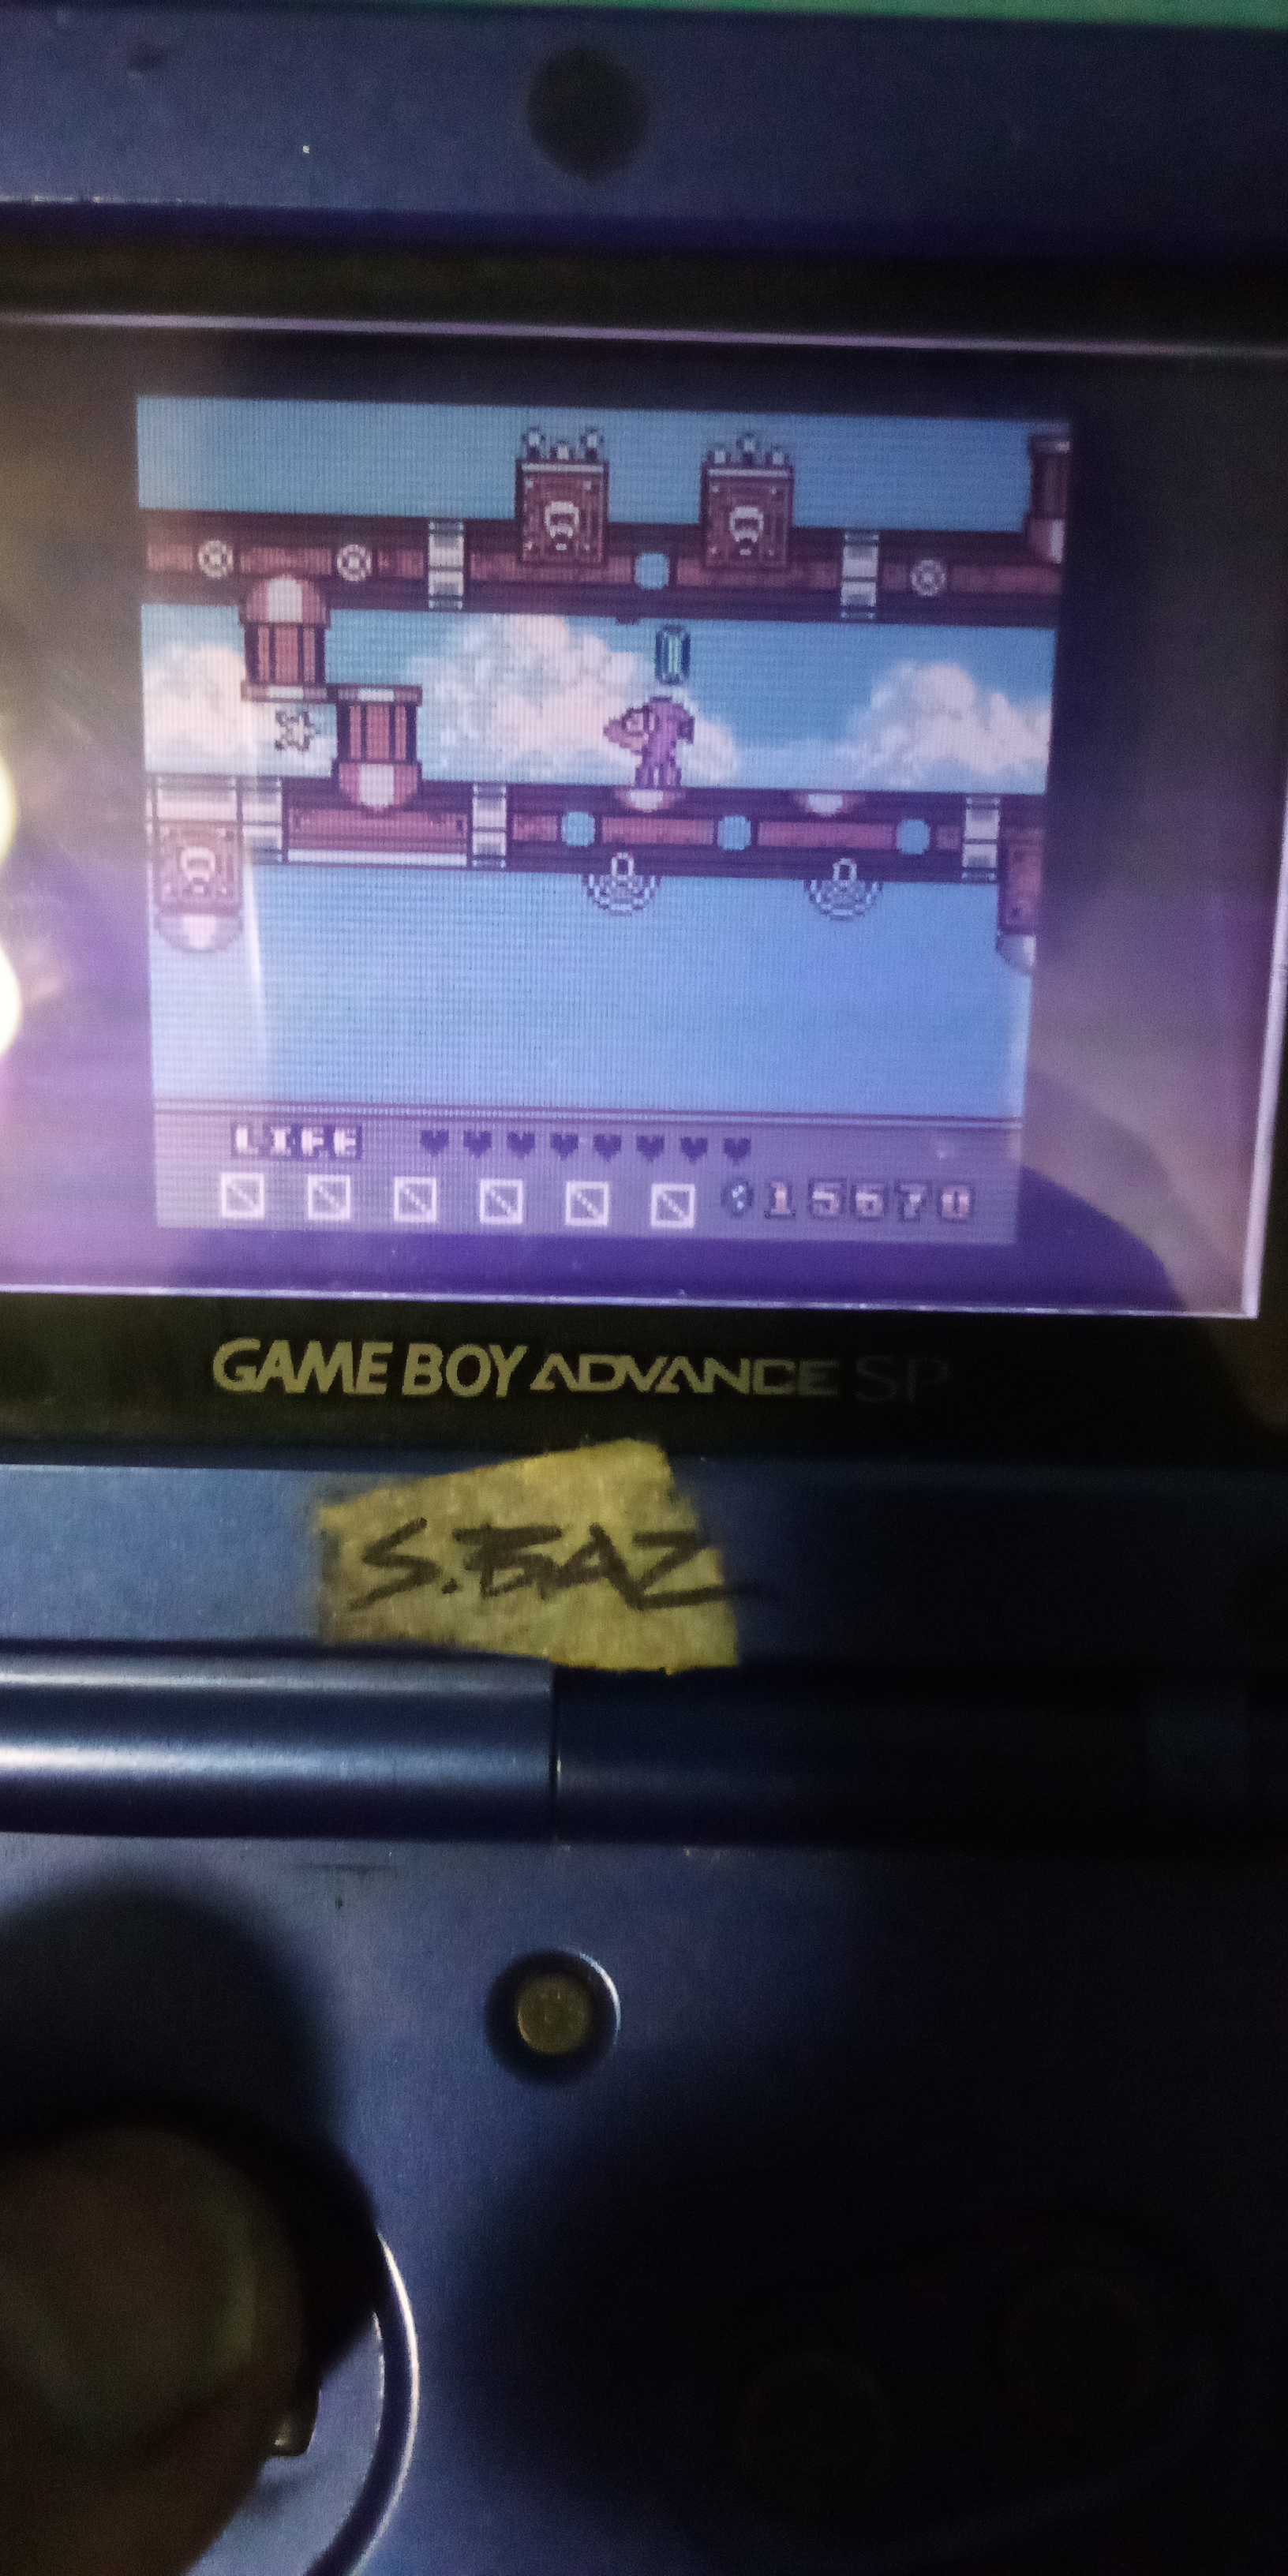 LIFE
15670
GAME BOY ADVANCE SP
S.BAZ